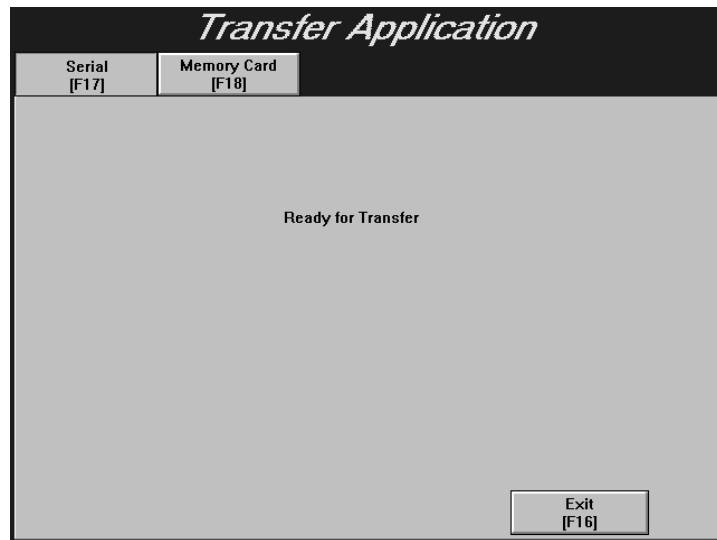 Transfer Application
Serial
[F17]
Memory Card
[F18]
Ready for Transfer
Exit
[F16]